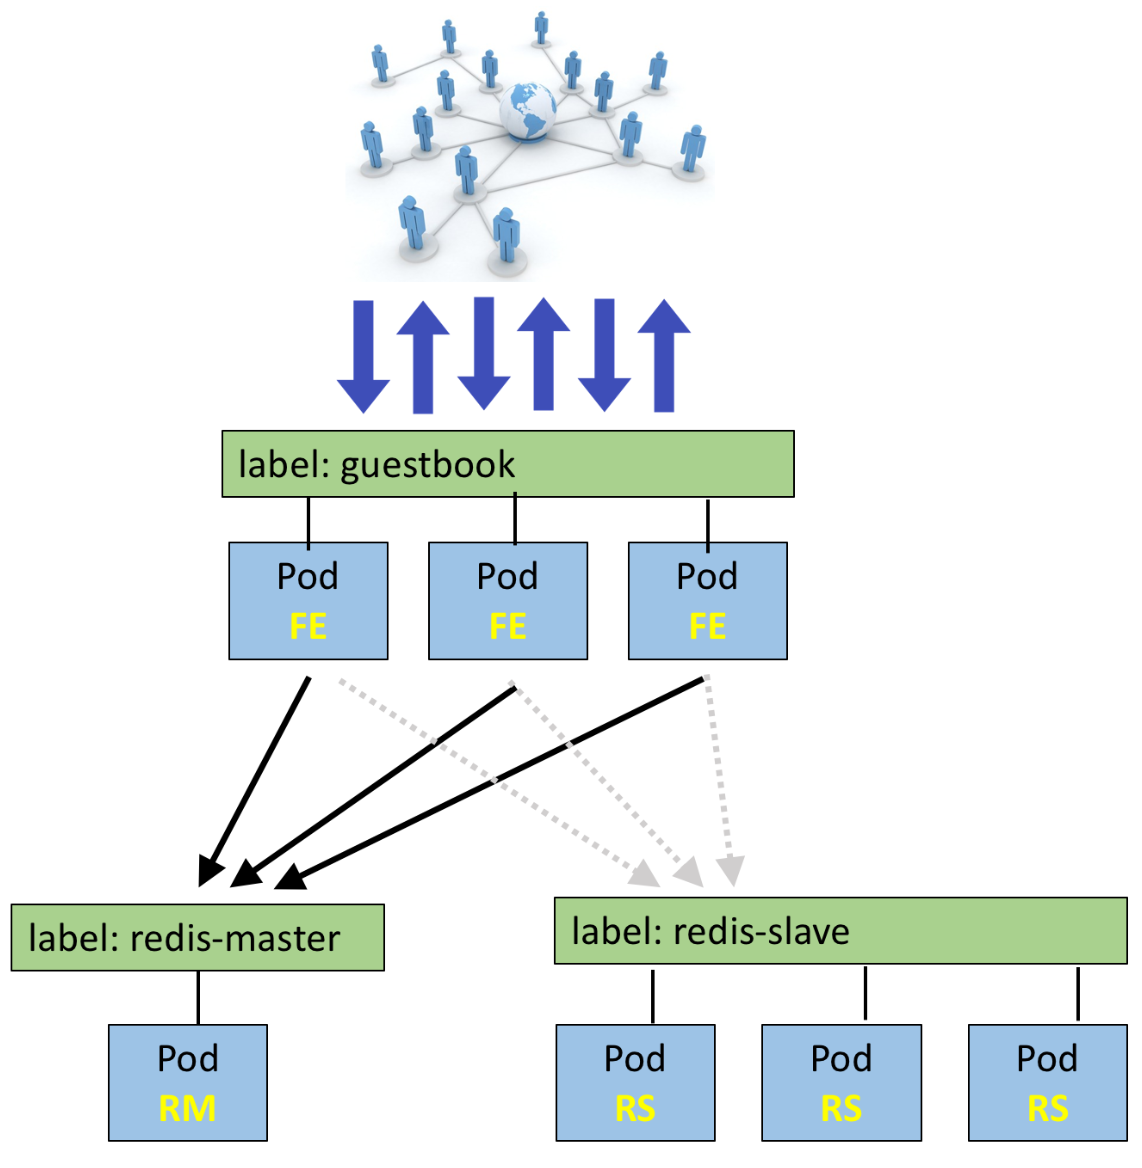 label: guestbook
Pod
FE
Pod
FE
Pod
FE
label: redis-master
label: redis-slave
Pod
RM
Pod
RS
Pod
RS
Pod
RS